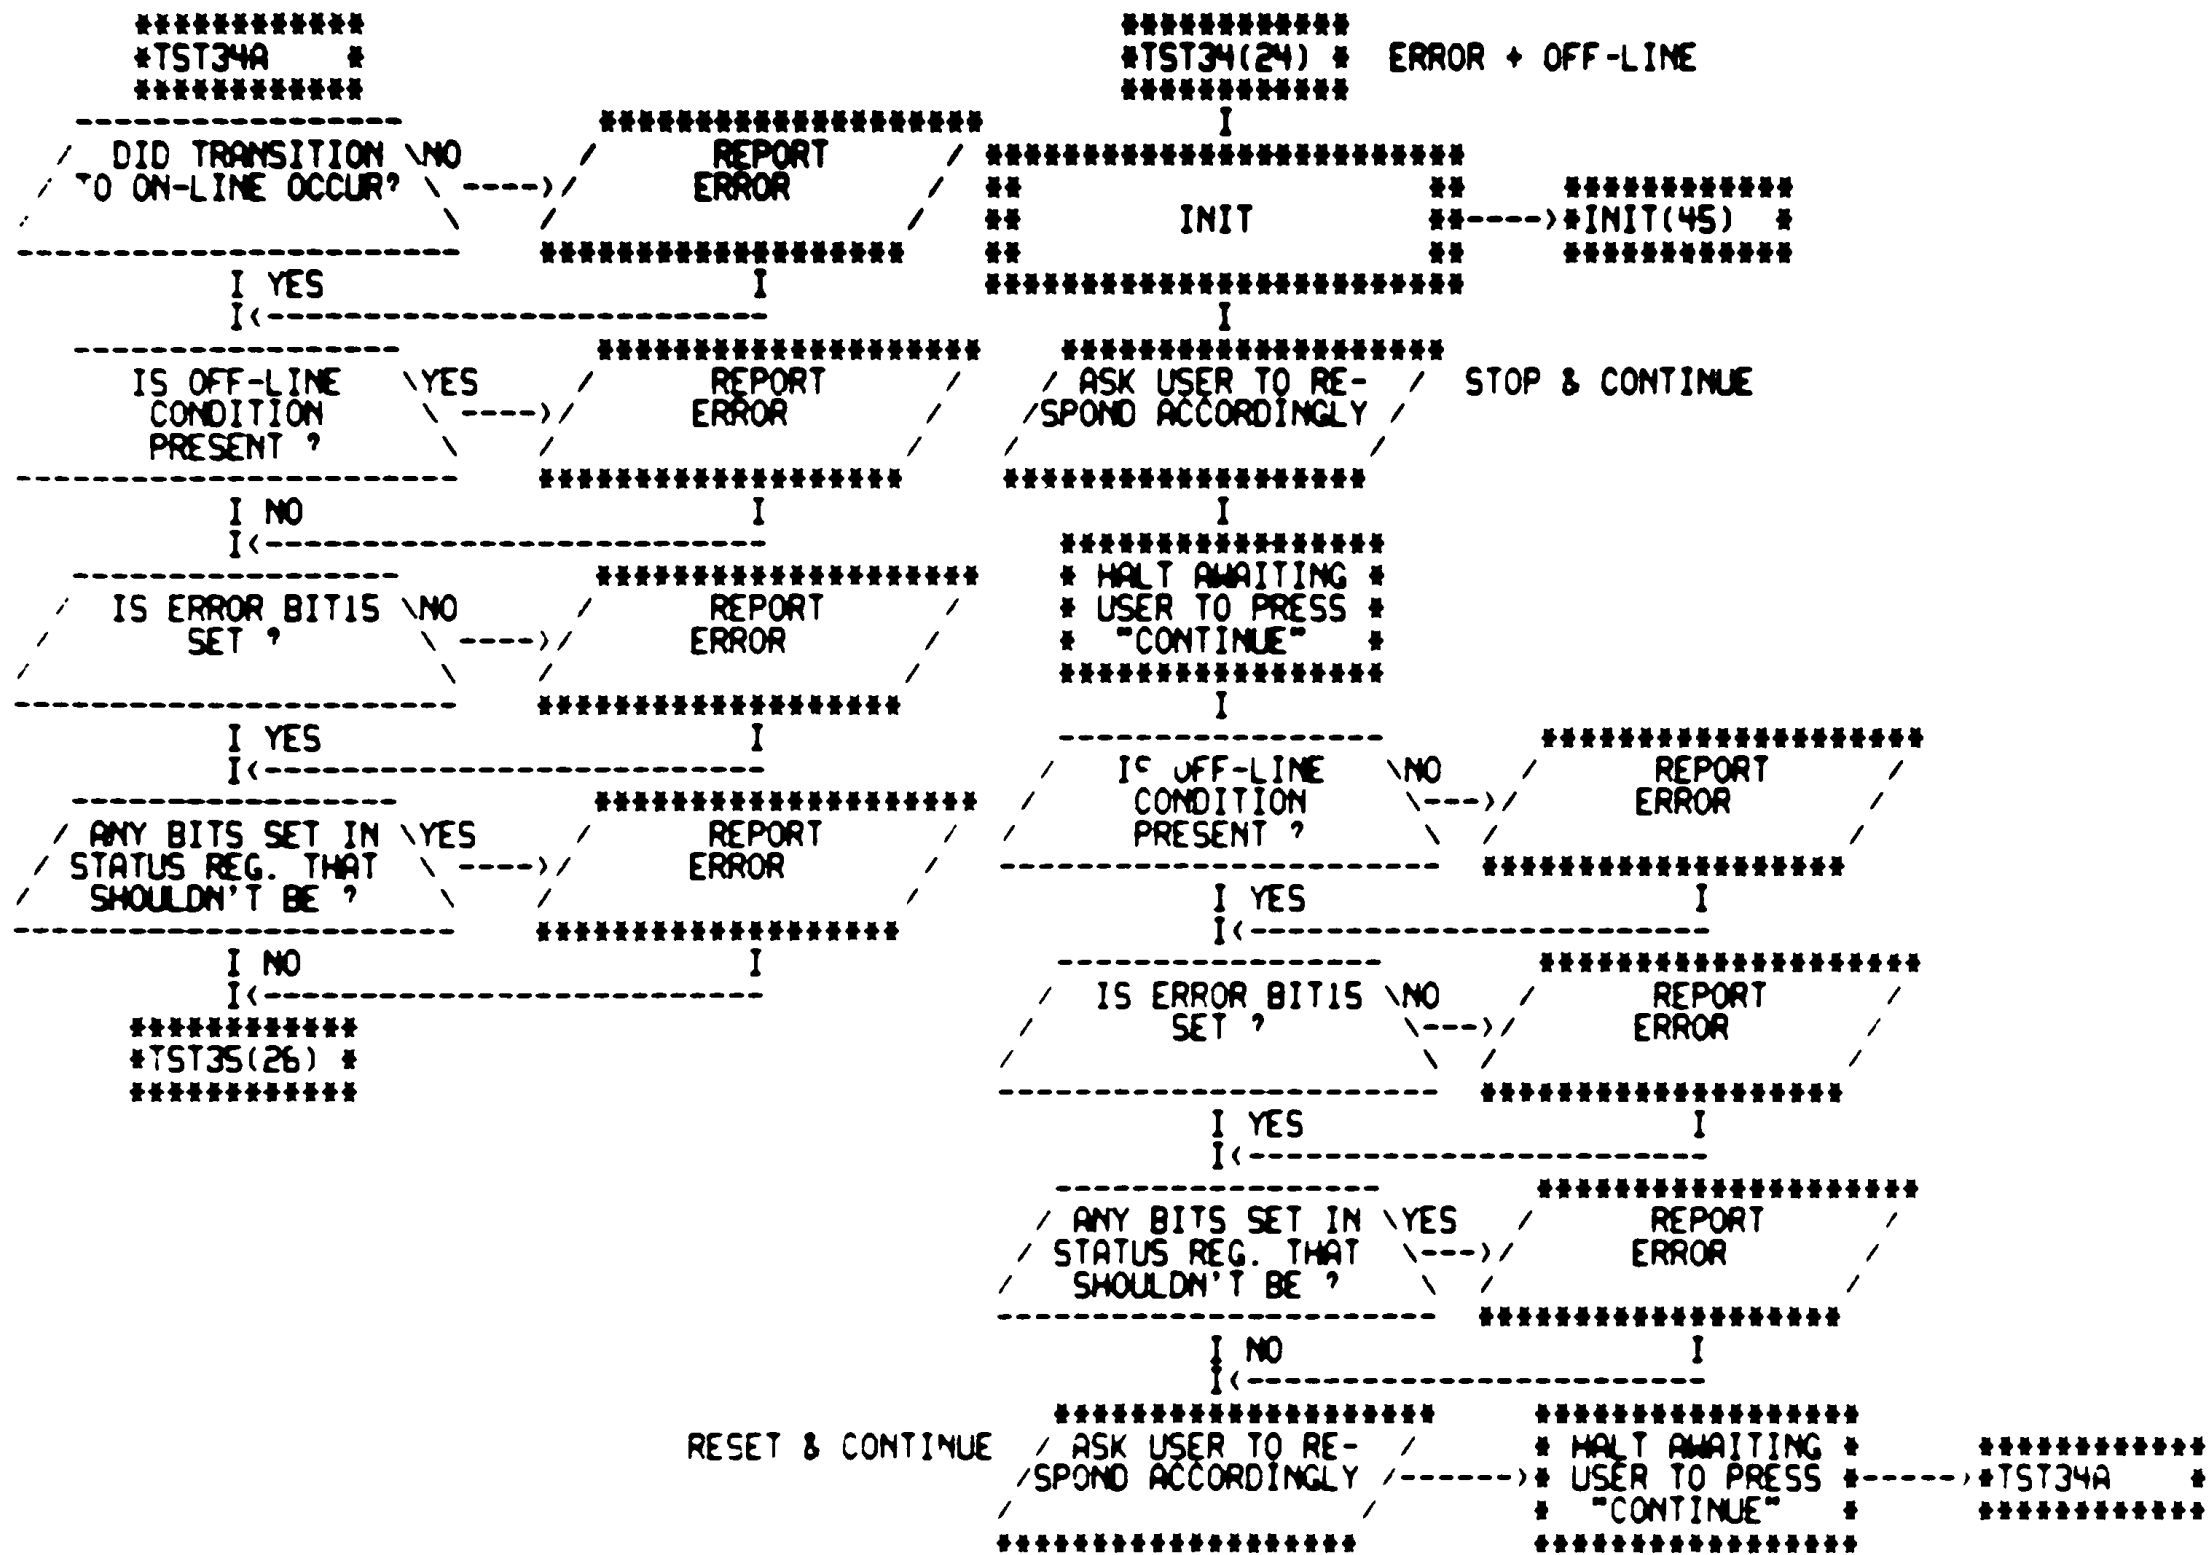 TST34A
DID TRANSITION
TO ON-LINE OCCUR?
NO
REPORT
ERROR
YES
IS OFF-LINE
CONDITION
PRESENT ?
YES
REPORT
ERROR
NO
IS ERROR BIT15
SET ?
NO
REPORT
ERROR
YES
ANY BITS SET IN
STATUS REG. THAT
SHOULDN'T BE ?
YES
REPORT
ERROR
NO
TST35(26)
TST34(24)
ERROR + OFF-LINE
INIT
INIT(45)
ASK USER TO RE-
SPOND ACCORDINGLY
STOP & CONTINUE
HALT AWAITING
USER TO PRESS
"CONTINUE"
IS OFF-LINE
CONDITION
PRESENT ?
NO
REPORT
ERROR
YES
IS ERROR BIT15
SET ?
NO
REPORT
ERROR
YES
ANY BITS SET IN
STATUS REG. THAT
SHOULDN'T BE ?
YES
REPORT
ERROR
NO
RESET & CONTINUE
ASK USER TO RE-
SPOND ACCORDINGLY
HALT AWAITING
USER TO PRESS
"CONTINUE"
TST34A